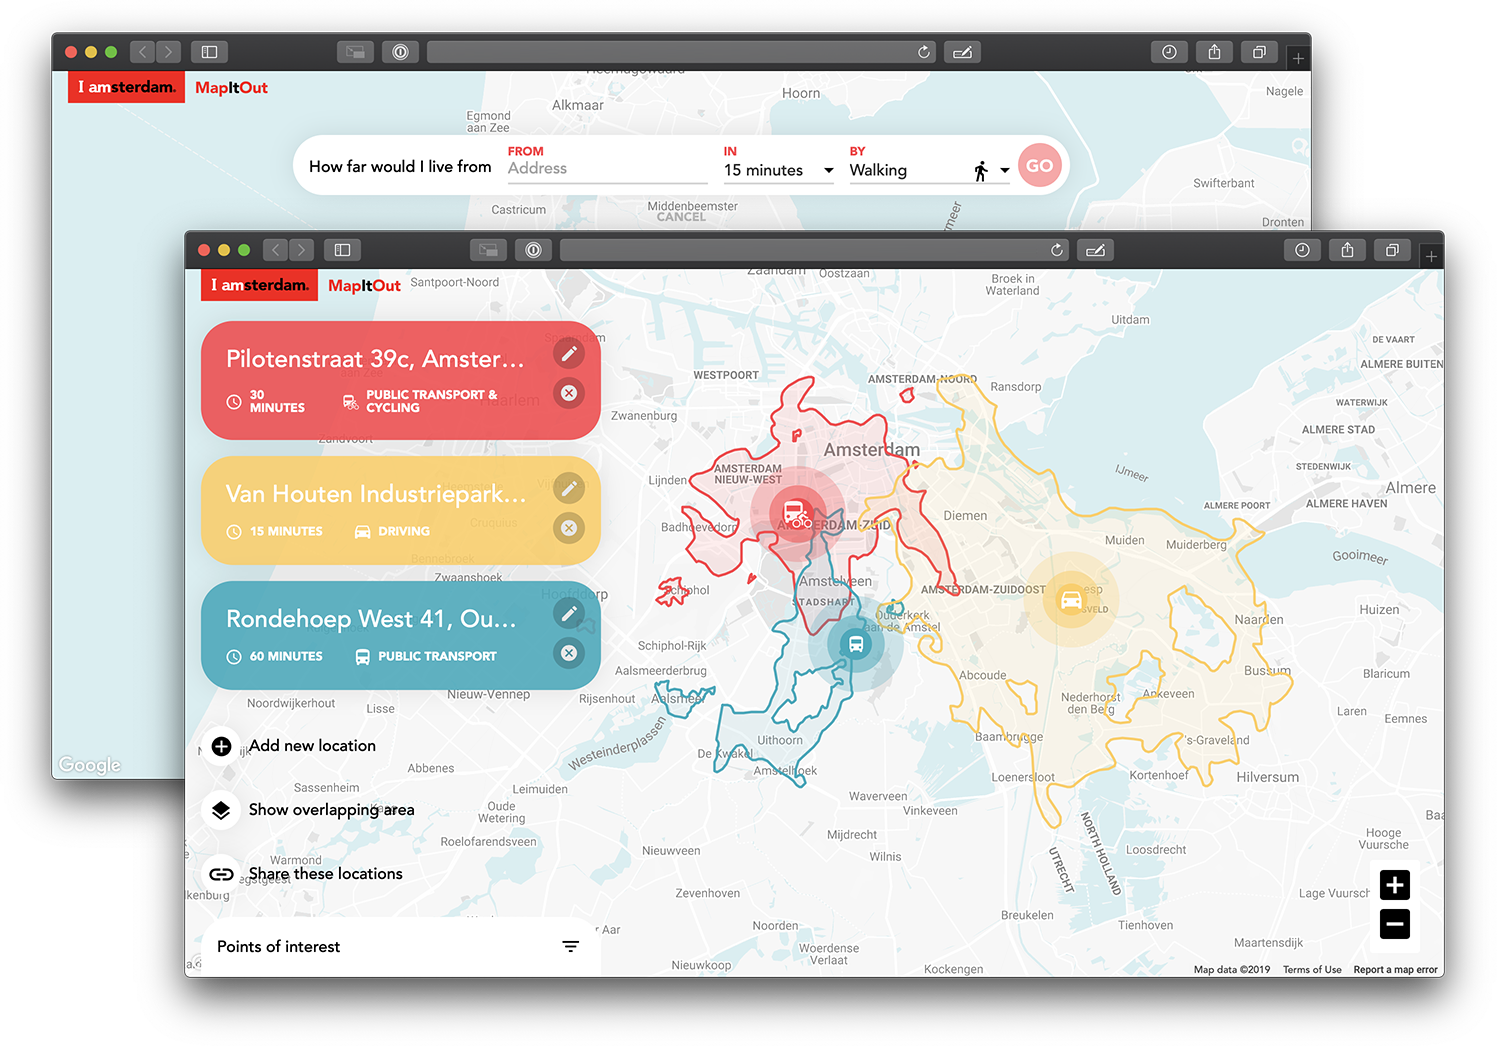 I amsterdam.
MapItOut
Alkmaar
Hoorn
Nagele
Egmond
aan Zee
How far would I live from
FROM
Address
IN
15 minutes
BY
Walking
GO
Swifterbant
Castricum
Middenbeemster
CANCEL
Dronten
Google
I amsterdam.
MapItOut
Santpoort-Noord
Zaandam
Oostzaan
Broek in
Waterland
Uitdam
Pilotenstraat 39c, Amster...
30
MINUTES
PUBLIC TRANSPORT &
CYCLING
Van Houten Industriepark...
15 MINUTES
DRIVING
Rondehoep West 41, Ou...
60 MINUTES
PUBLIC TRANSPORT
Zandvoort
Zwaanshoek
Hoofddorp
Noordwijkerhout
Lisse
Nieuw-Vennep
Add new location
Abbenes
Sassenheim
Show overlapping area
Leimuiden
Oude
Wetering
Roelofarendsveen
Warmond
Share these locations
Points of interest
WESTPOORT
AMSTERDAM-NOORD
Ransdorp
Zwanenburg
Amsterdam
Lijnden
AMSTERDAM
NIEUW-WEST
Badhoevedorp
AMSTERDAM-ZUID
Diemen
IJmeer
Muiden
Muiderberg
DE VAART
ALMERE BUITEN
WATERWIJK
ALMERE STAD
STEDENWIJK
Almere
ALMERE HAVEN
ALMERE POORT
Gooimeer
Schiphol
Amstelveen
STADSHART
AMSTERDAM-ZUIDOOST
Ouderkerk
aan de Amstel
Huizen
Naarden
Schiphol-Rijk
Aalsmeerderbrug
Rijsenhout
Aalsmeer
Abcoude
Bussum
Blaricum
Nederhorst
den Berg
Ankeveen
Laren
Eemnes
Westeinderplassen
Uithoorn
De Kwakel
Amstelhoek
Baambrugge
's-Graveland
Loenersloot
Kortenhoef
Hilversum
Waverveen
Vinkeveen
Mijdrecht
Wilnis
Nieuwveen
NORTH HOLLAND
UTRECHT
Loosdrecht
Hooge
Vuursche
Zevenhoven
Lage Vuursch
Breukelen
Noorden
Tienhoven
Woerdense
Verlaat
Maartensdijk
Nieuwkoop
Kockengen
Map data ©2019
Terms of Use
Report a map error